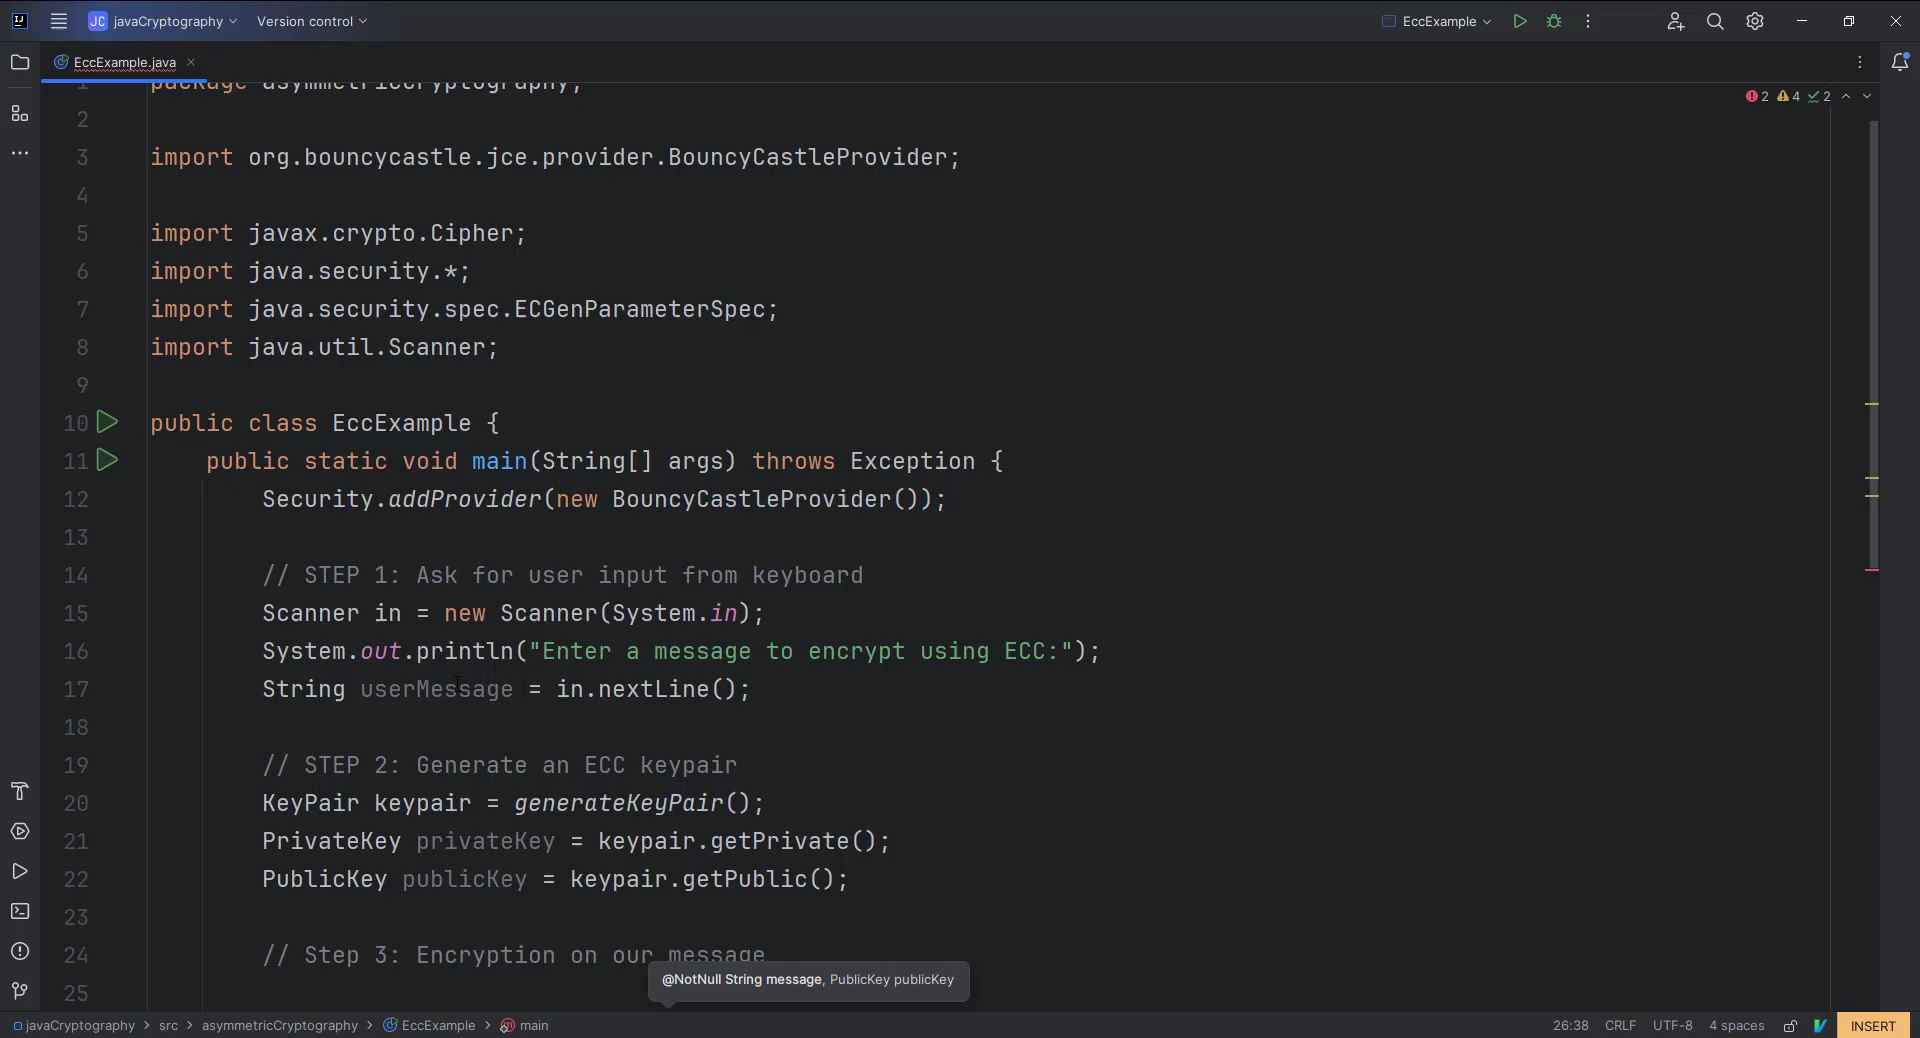 JC javaCryptography Version control EccExample
EccExample.java
2 4 2
1 package asymmetricCryptography;
2
3 import org.bouncycastle.jce.provider.BouncyCastleProvider;
4
5 import javax.crypto.Cipher;
6 import java.security.*;
7 import java.security.spec.ECGenParameterSpec;
8 import java.util.Scanner;
9
10 public class EccExample {
11 public static void main(String[] args) throws Exception {
12 Security.addProvider(new BouncyCastleProvider());
13
14 // STEP 1: Ask for user input from keyboard
15 Scanner in = new Scanner(System.in);
16 System.out.println("Enter a message to encrypt using ECC:");
17 String userMessage = in.nextLine();
18
19 // STEP 2: Generate an ECC keypair
20 KeyPair keypair = generateKeyPair();
21 PrivateKey privateKey = keypair.getPrivate();
22 PublicKey publicKey = keypair.getPublic();
23
24 // Step 3: Encryption on our message
@NotNull String message, PublicKey publicKey
25
javaCryptography > src > asymmetricCryptography > EccExample > main 26:38 CRLF UTF-8 4 spaces INSERT